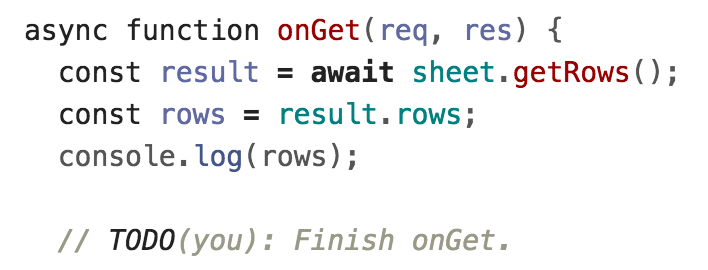 async function onGet(req, res) {
  const result = await sheet.getRows();
  const rows = result.rows;
  console.log(rows);

  // TODO(you): Finish onGet.